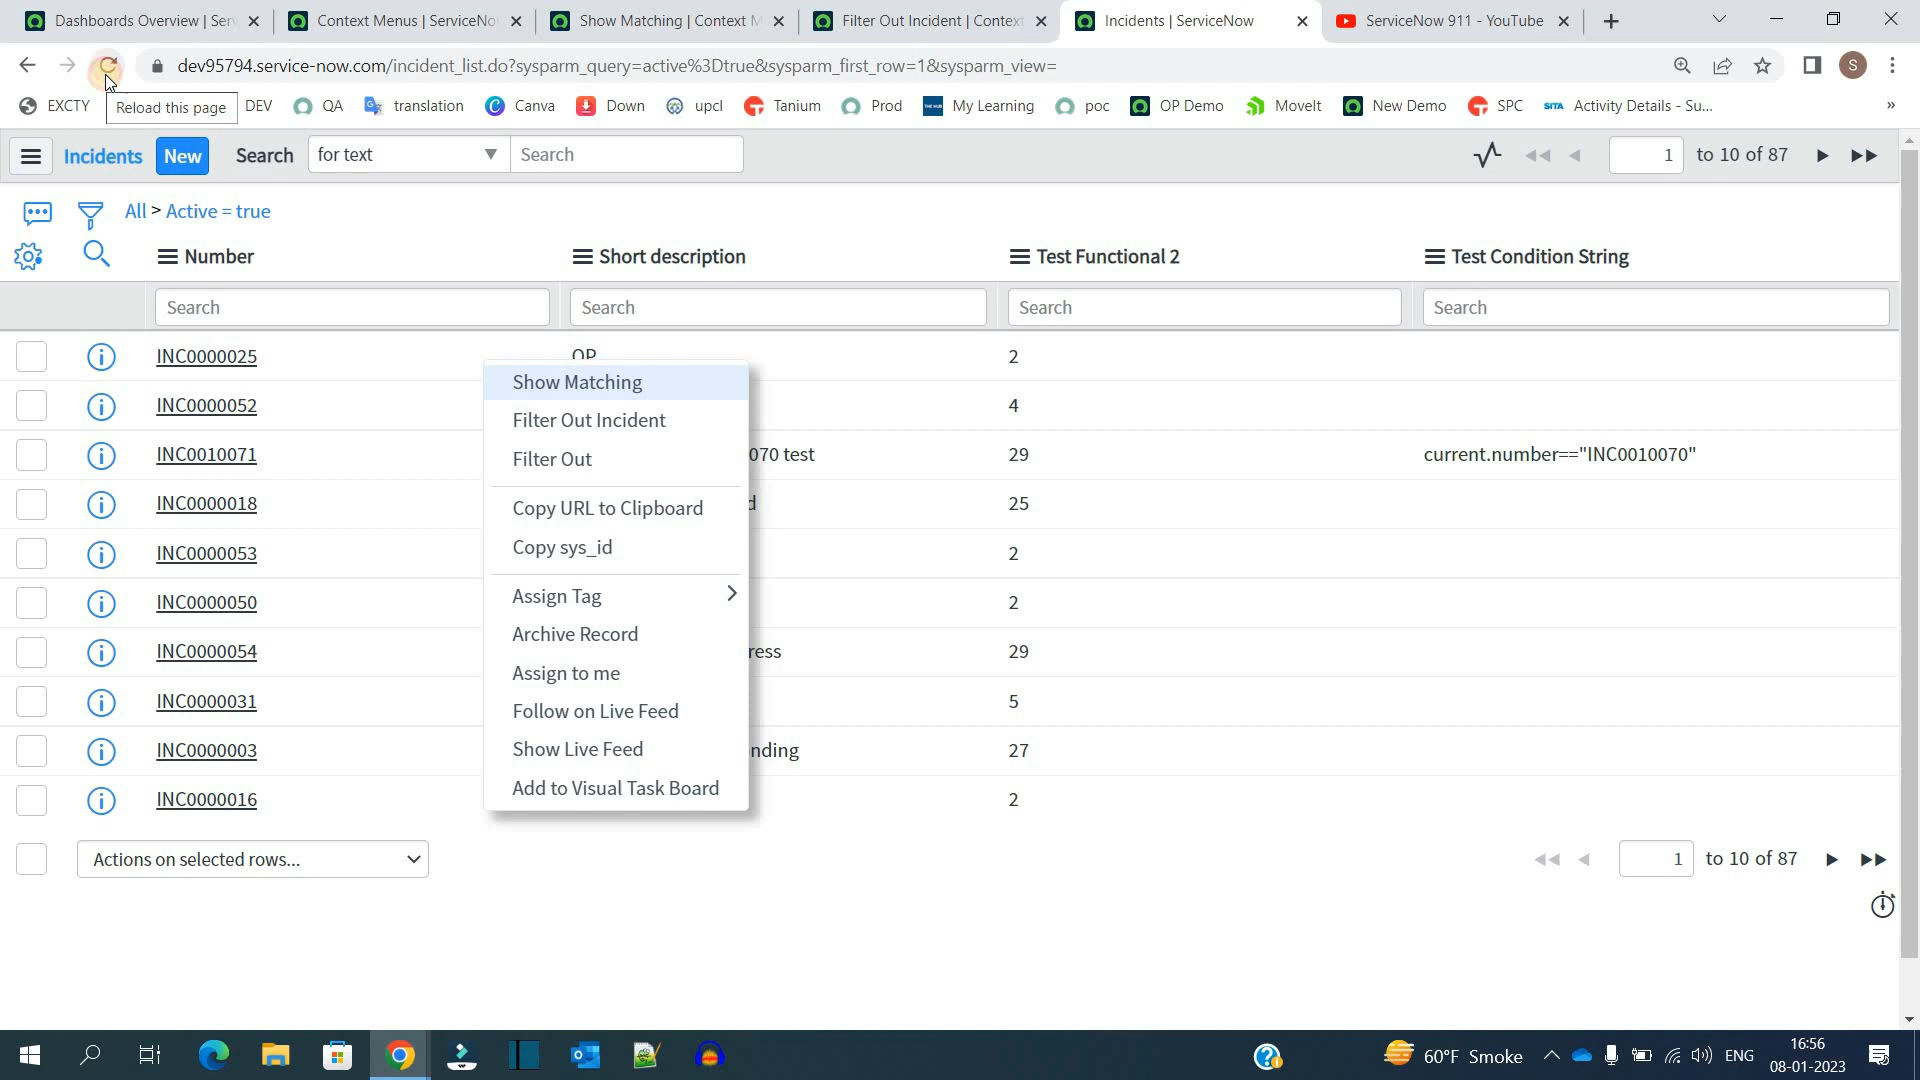 Dashboards Overview | Serv
Context Menus | ServiceNo
Show Matching | Context M
Filter Out Incident | Context
Incidents | ServiceNow
ServiceNow 911 - YouTube
dev95794.service-now.com/incident_list.do?sysparm_query=active%3Dtrue&sysparm_first_row=1&sysparm_view=
S
EXCTY
Reload this page
DEV
QA
translation
Canva
Down
upcl
Tanium
Prod
My Learning
poc
OP Demo
MoveIt
New Demo
SPC
SITA
Activity Details - Su...
Incidents
New
Search
for text
Search
1
to 10 of 87
All > Active = true
Number
Short description
Test Functional 2
Test Condition String
Search
Search
Search
Search
INC0000025
OP
2
INC0000052
4
INC0010071
070 test
29
current.number=="INC0010070"
INC0000018
d
25
INC0000053
2
INC0000050
2
INC0000054
ress
29
INC0000031
5
INC0000003
nding
27
INC0000016
2
Show Matching
Filter Out Incident
Filter Out
Copy URL to Clipboard
Copy sys_id
Assign Tag
Archive Record
Assign to me
Follow on Live Feed
Show Live Feed
Add to Visual Task Board
Actions on selected rows...
1
to 10 of 87
60°F Smoke
ENG
16:56
08-01-2023